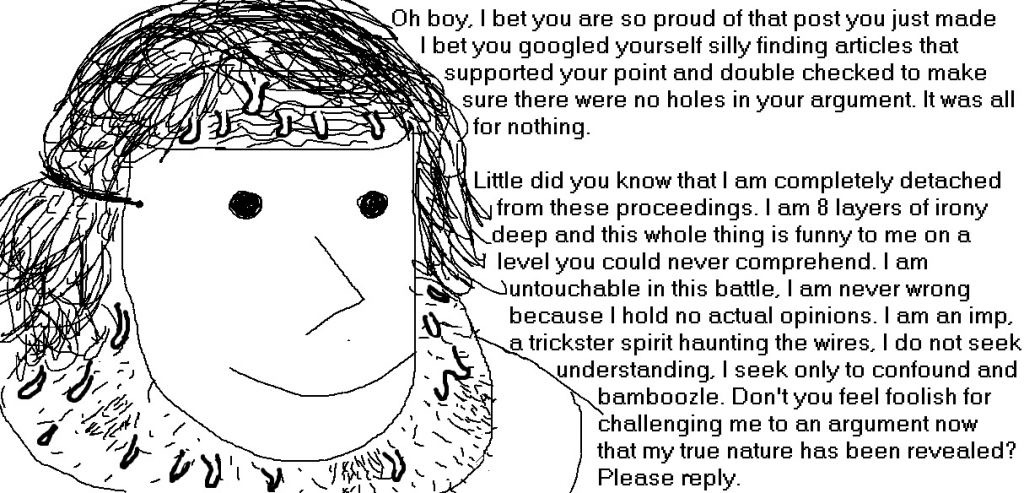 Oh boy, I bet you are so proud of that post you just made
I bet you googled yourself silly finding articles that
supported your point and double checked to make
sure there were no holes in your argument. It was all
for nothing.
Little did you know that I am completely detached
from these proceedings. I am 8 layers of irony
deep and this whole thing is funny to me on a
level you could never comprehend. I am
untouchable in this battle, I am never wrong
because I hold no actual opinions. I am an imp,
a trickster spirit haunting the wires, I do not seek
understanding, I seek only to confound and
bamboozle. Don't you feel foolish for
challenging me to an argument now
that my true nature has been revealed?
Please reply.